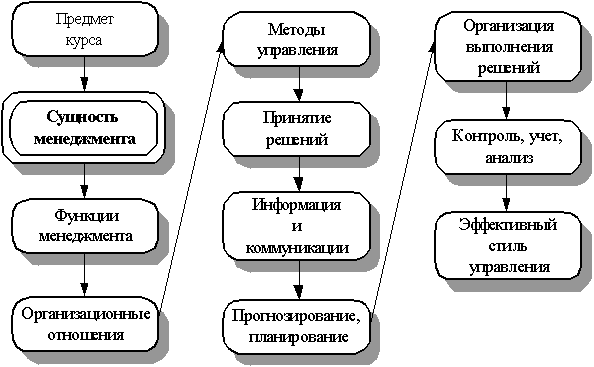 Предмет
курса
Сущность
менеджмента
Функции
менеджмента
Организационные
отношения
Методы
управления
Принятие
решений
Информация
и
коммуникации
Прогнозирование,
планирование
Организация
выполнения
решений
Контроль, учет,
анализ
Эффективный
стиль
управления